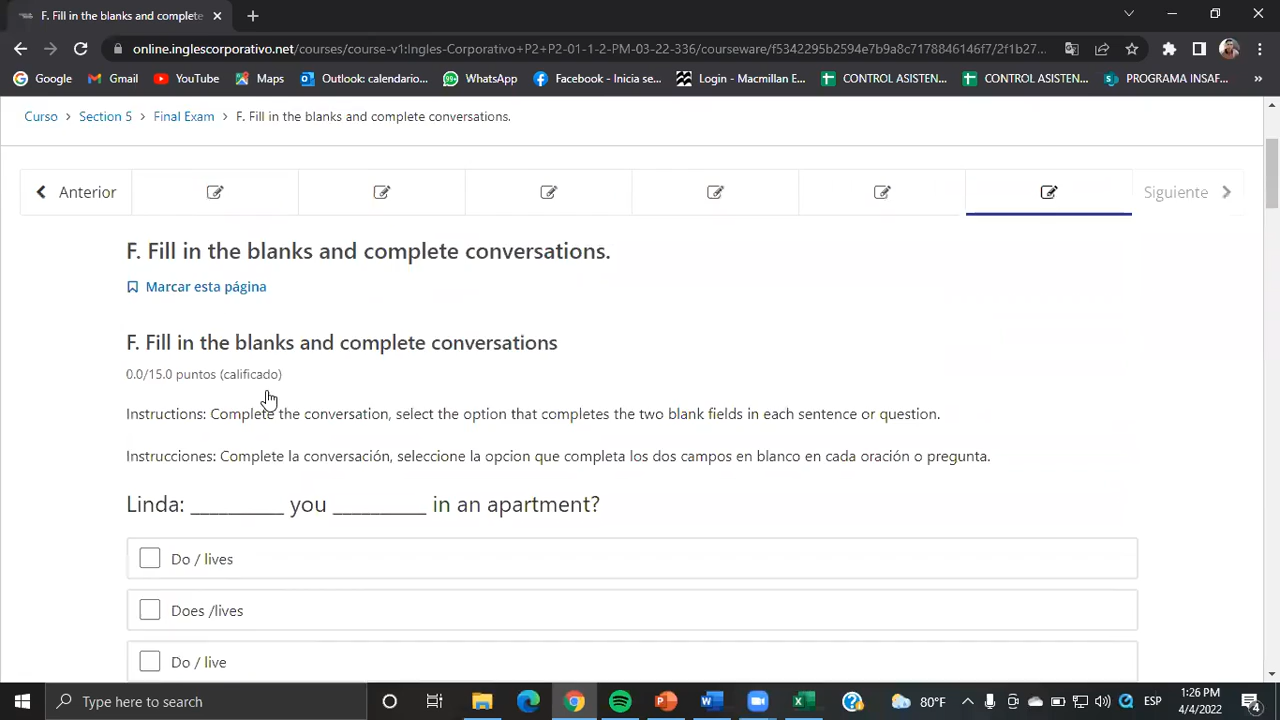 F. Fill in the blanks and complete
online.inglescorporativo.net/courses/course-v1:Ingles-Corporativo+P2+P2-01-1-2-PM-03-22-336/courseware/f5342295b2594e7b9a8c7178846146f7/2f1b27...
Google Gmail YouTube Maps Outlook: calendario... WhatsApp Facebook - Inicia se... Login - Macmillan E... CONTROL ASISTEN... CONTROL ASISTEN... PROGRAMA INSAF... »
Curso > Section 5 > Final Exam > F. Fill in the blanks and complete conversations.
Anterior
Siguiente
F. Fill in the blanks and complete conversations.
Marcar esta página
F. Fill in the blanks and complete conversations
0.0/15.0 puntos (calificado)
Instructions: Complete the conversation, select the option that completes the two blank fields in each sentence or question.
Instrucciones: Complete la conversación, seleccione la opcion que completa los dos campos en blanco en cada oración o pregunta.
Linda: _________ you _________ in an apartment?
Do / lives
Does /lives
Do / live
Type here to search
80°F
ESP
1:26 PM
4/4/2022
4